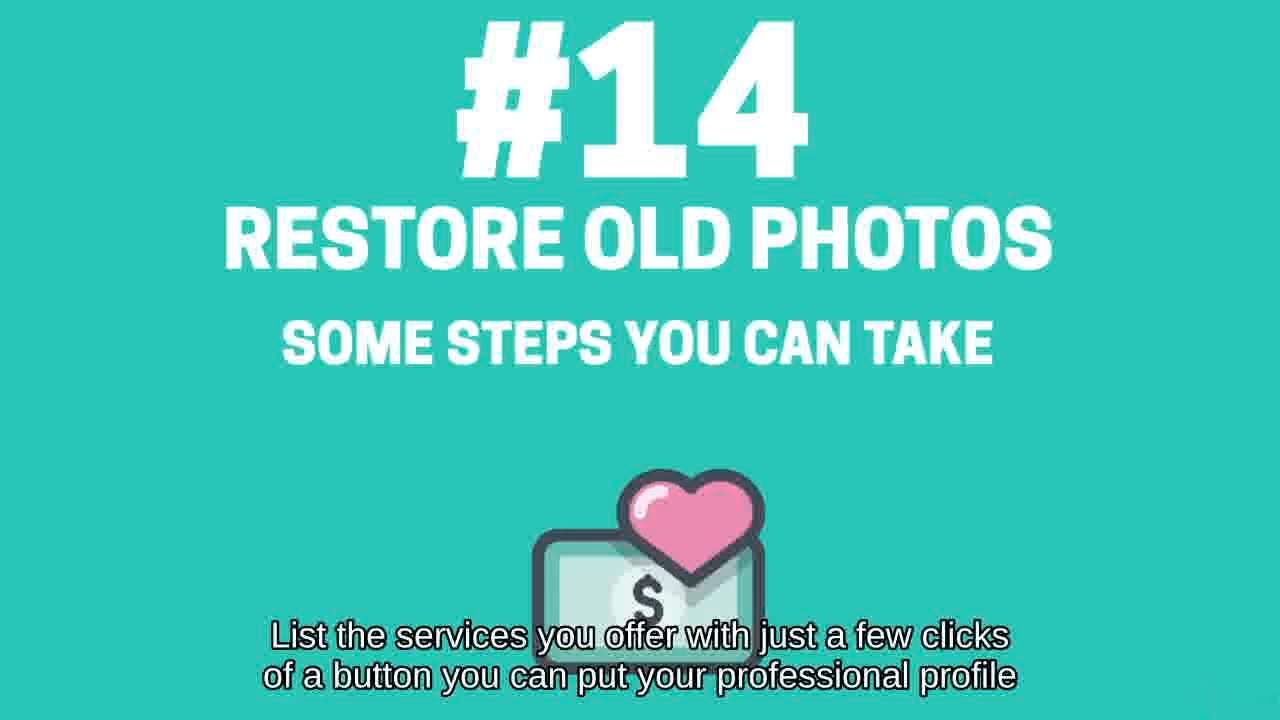 #14
RESTORE OLD PHOTOS
SOME STEPS YOU CAN TAKE
$
List the services you offer with just a few clicks
of a button you can put your professional profile